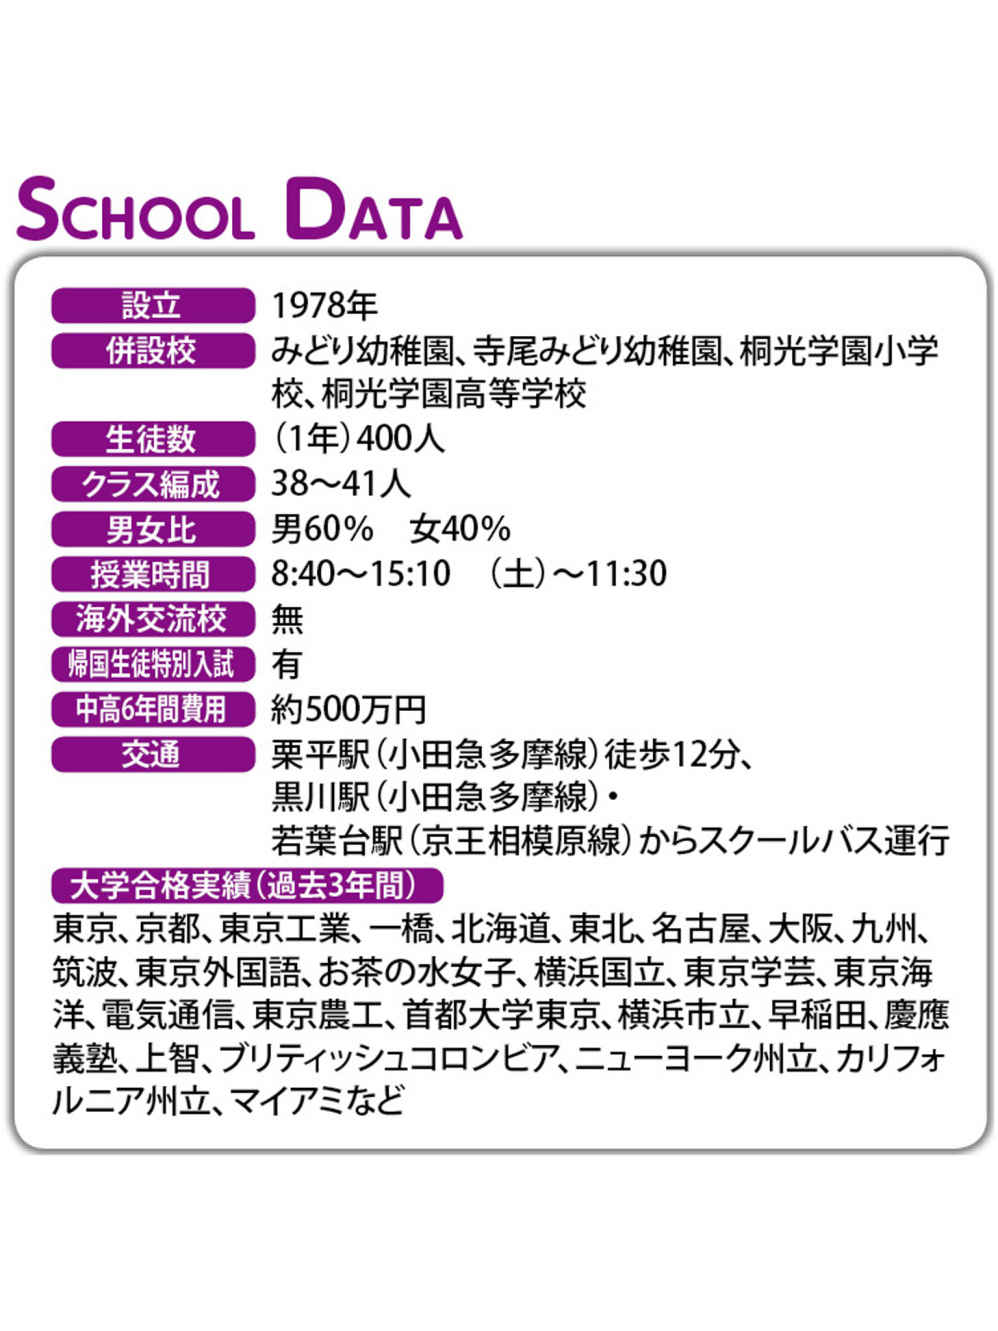 SCHOOL DATA
設立 1978年
併設校 みどり幼稚園、寺尾みどり幼稚園、桐光学園小学
校、桐光学園高等学校
生徒数 （1年）400人
クラス編成 38〜41人
男女比 男60％　女40％
授業時間 8:40〜15:10　（土）〜11:30
海外交流校 無
帰国生徒特別入試 有
中高6年間費用 約500万円
交通 栗平駅（小田急多摩線）徒歩12分、
黒川駅（小田急多摩線）・
若葉台駅（京王相模原線）からスクールバス運行
大学合格実績（過去3年間）
東京、京都、東京工業、一橋、北海道、東北、名古屋、大阪、九州、
筑波、東京外国語、お茶の水女子、横浜国立、東京学芸、東京海
洋、電気通信、東京農工、首都大学東京、横浜市立、早稲田、慶應
義塾、上智、ブリティッシュコロンビア、ニューヨーク州立、カリフォ
ルニア州立、マイアミなど